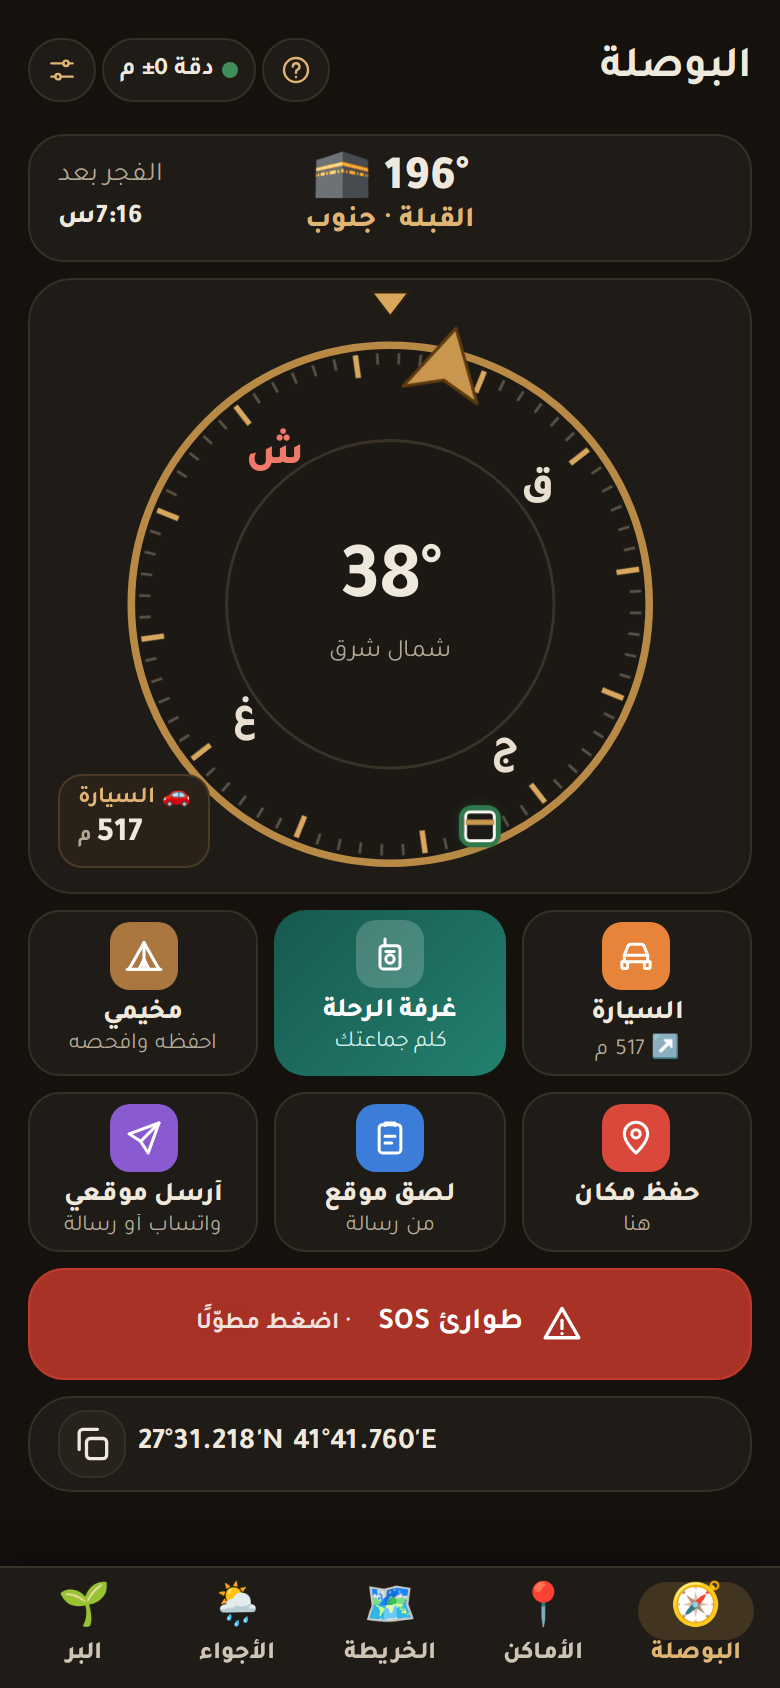 البوصلة
دقة ±0 م
196°
القبلة · جنوب
الفجر بعد
7:16س
ش
ق
38°
شمال شرق
غ
ج
السيارة
517 م
السيارة
517 م
غرفة الرحلة
كلم جماعتك
مخيمي
احفظه وافحصه
حفظ مكان
هنا
لصق موقع
من رسالة
أرسل موقعي
واتساب أو رسالة
طوارئ SOS · اضغط مطوّلًا
27°31.218′N 41°41.760′E
البوصلة
الأماكن
الخريطة
الأجواء
البر